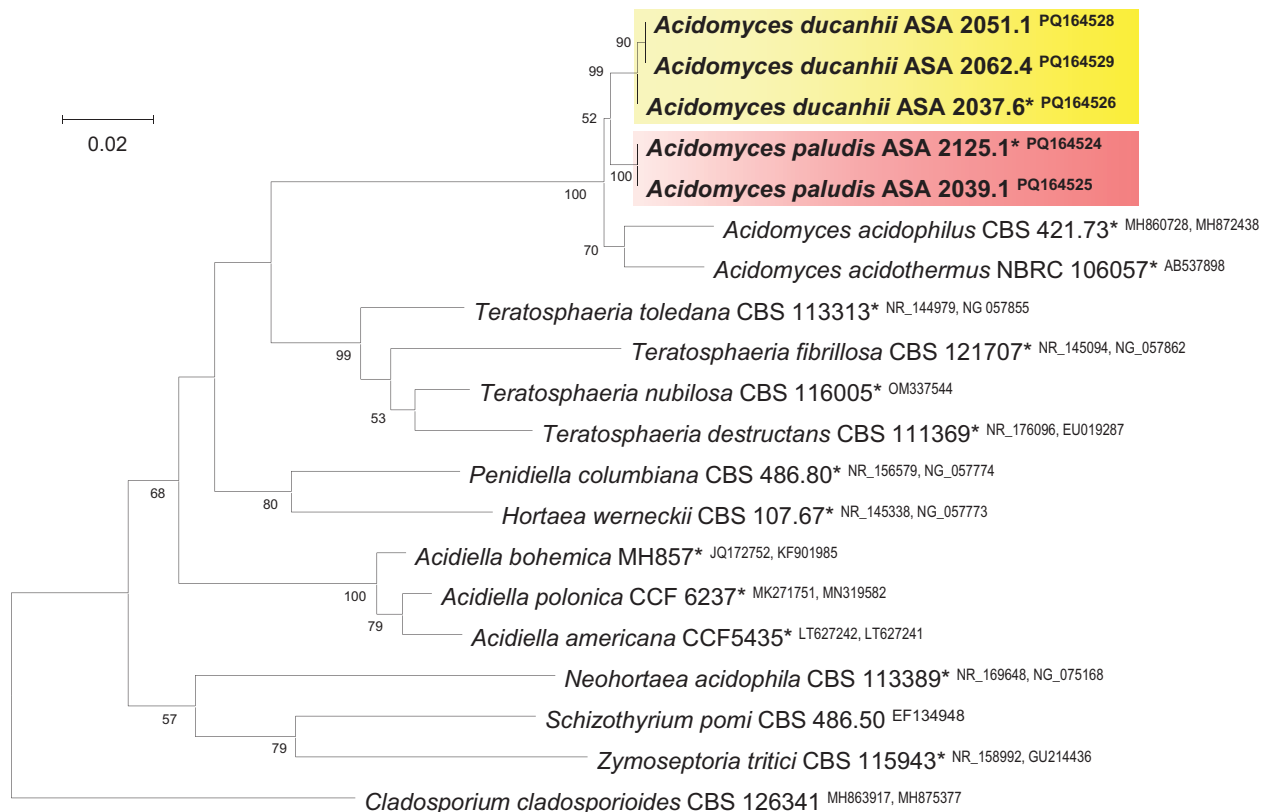 Acidomyces ducanhii ASA 2051.1 PQ164528
90
Acidomyces ducanhii ASA 2062.4 PQ164529
99
Acidomyces ducanhii ASA 2037.6* PQ164526
52
0.02
Acidomyces paludis ASA 2125.1* PQ164524
100
100
Acidomyces paludis ASA 2039.1 PQ164525
Acidomyces acidophilus CBS 421.73* MH860728, MH872438
70
Acidomyces acidothermus NBRC 106057* AB537898
Teratosphaeria toledana CBS 113313* NR_144979, NG 057855
99
Teratosphaeria fibrillosa CBS 121707* NR_145094, NG_057862
Teratosphaeria nubilosa CBS 116005* OM337544
53
Teratosphaeria destructans CBS 111369* NR_176096, EU019287
Penidiella columbiana CBS 486.80* NR_156579, NG_057774
68
80
Hortaea werneckii CBS 107.67* NR_145338, NG_057773
Acidiella bohemica MH857* JQ172752, KF901985
100
Acidiella polonica CCF 6237* MK271751, MN319582
79
Acidiella americana CCF5435* LT627242, LT627241
Neohortaea acidophila CBS 113389* NR_169648, NG_075168
57
Schizothyrium pomi CBS 486.50 EF134948
79
Zymoseptoria tritici CBS 115943* NR_158992, GU214436
Cladosporium cladosporioides CBS 126341 MH863917, MH875377